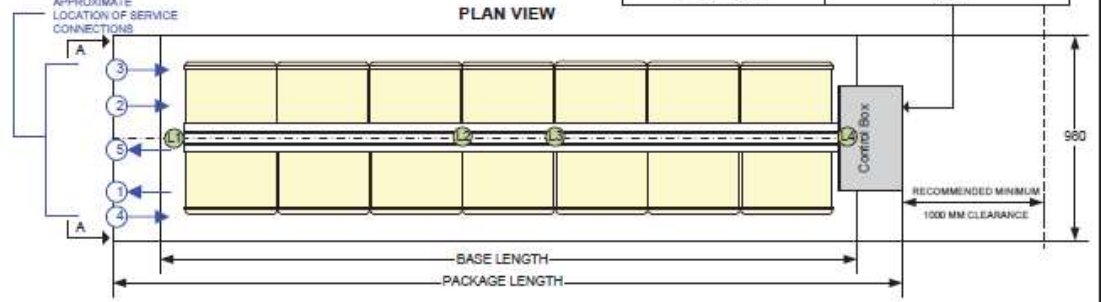 APPROXIMATE
LOCATION OF SERVICE
CONNECTIONS
PLAN VIEW
A
3
2
L1
L2
L3
L4
Control Box
980
5
1
4
A
RECOMMENDED MINIMUM
1000 MM CLEARANCE
BASE LENGTH
PACKAGE LENGTH